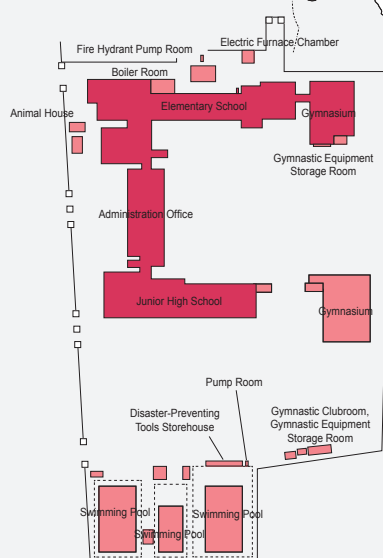 Electric Furnace Chamber
Fire Hydrant Pump Room
Boiler Room
Elementary School
Animal House
Gymnasium
Gymnastic Equipment
Storage Room
Administration Office
Junior High School
Gymnasium
Pump Room
Disaster-Preventing
Tools Storehouse
Gymnastic Clubroom,
Gymnastic Equipment
Storage Room
Swimming Pool
Swimming Pool
Swimming Pool